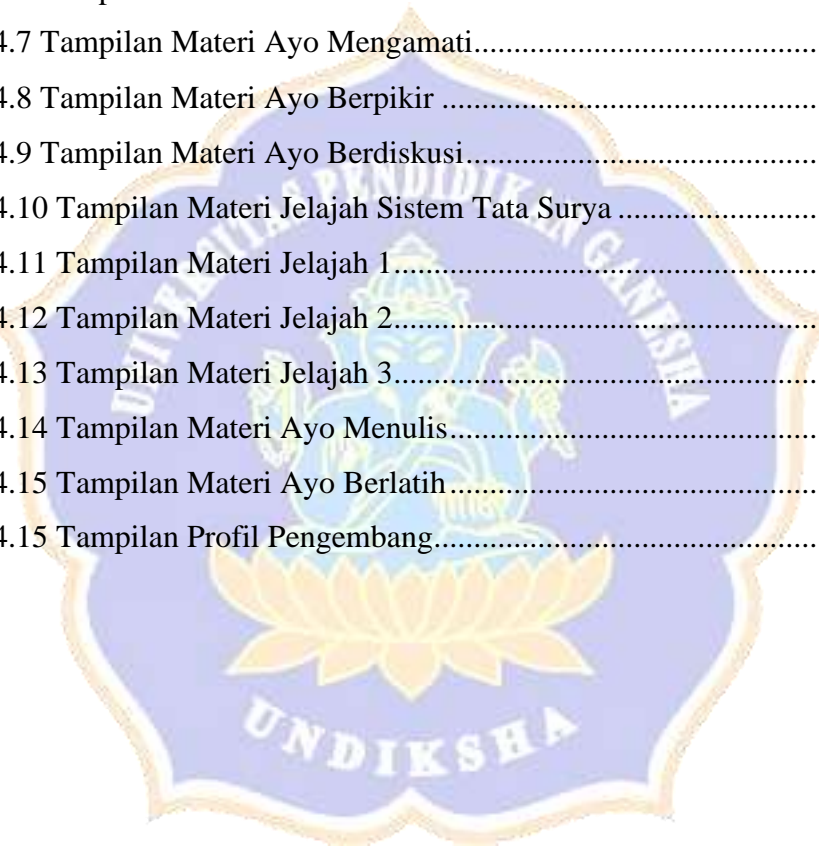 4.7 Tampilan Materi Ayo Mengamati
4.8 Tampilan Materi Ayo Berpikir
4.9 Tampilan Materi Ayo Berdiskusi
4.10 Tampilan Materi Jelajah Sistem Tata Surya
4.11 Tampilan Materi Jelajah 1
4.12 Tampilan Materi Jelajah 2
4.13 Tampilan Materi Jelajah 3
4.14 Tampilan Materi Ayo Menulis
4.15 Tampilan Materi Ayo Berlatih
4.15 Tampilan Profil Pengembang
UNIVERSITAS PENDIDIKAN GANESHA
UNDIKSHA